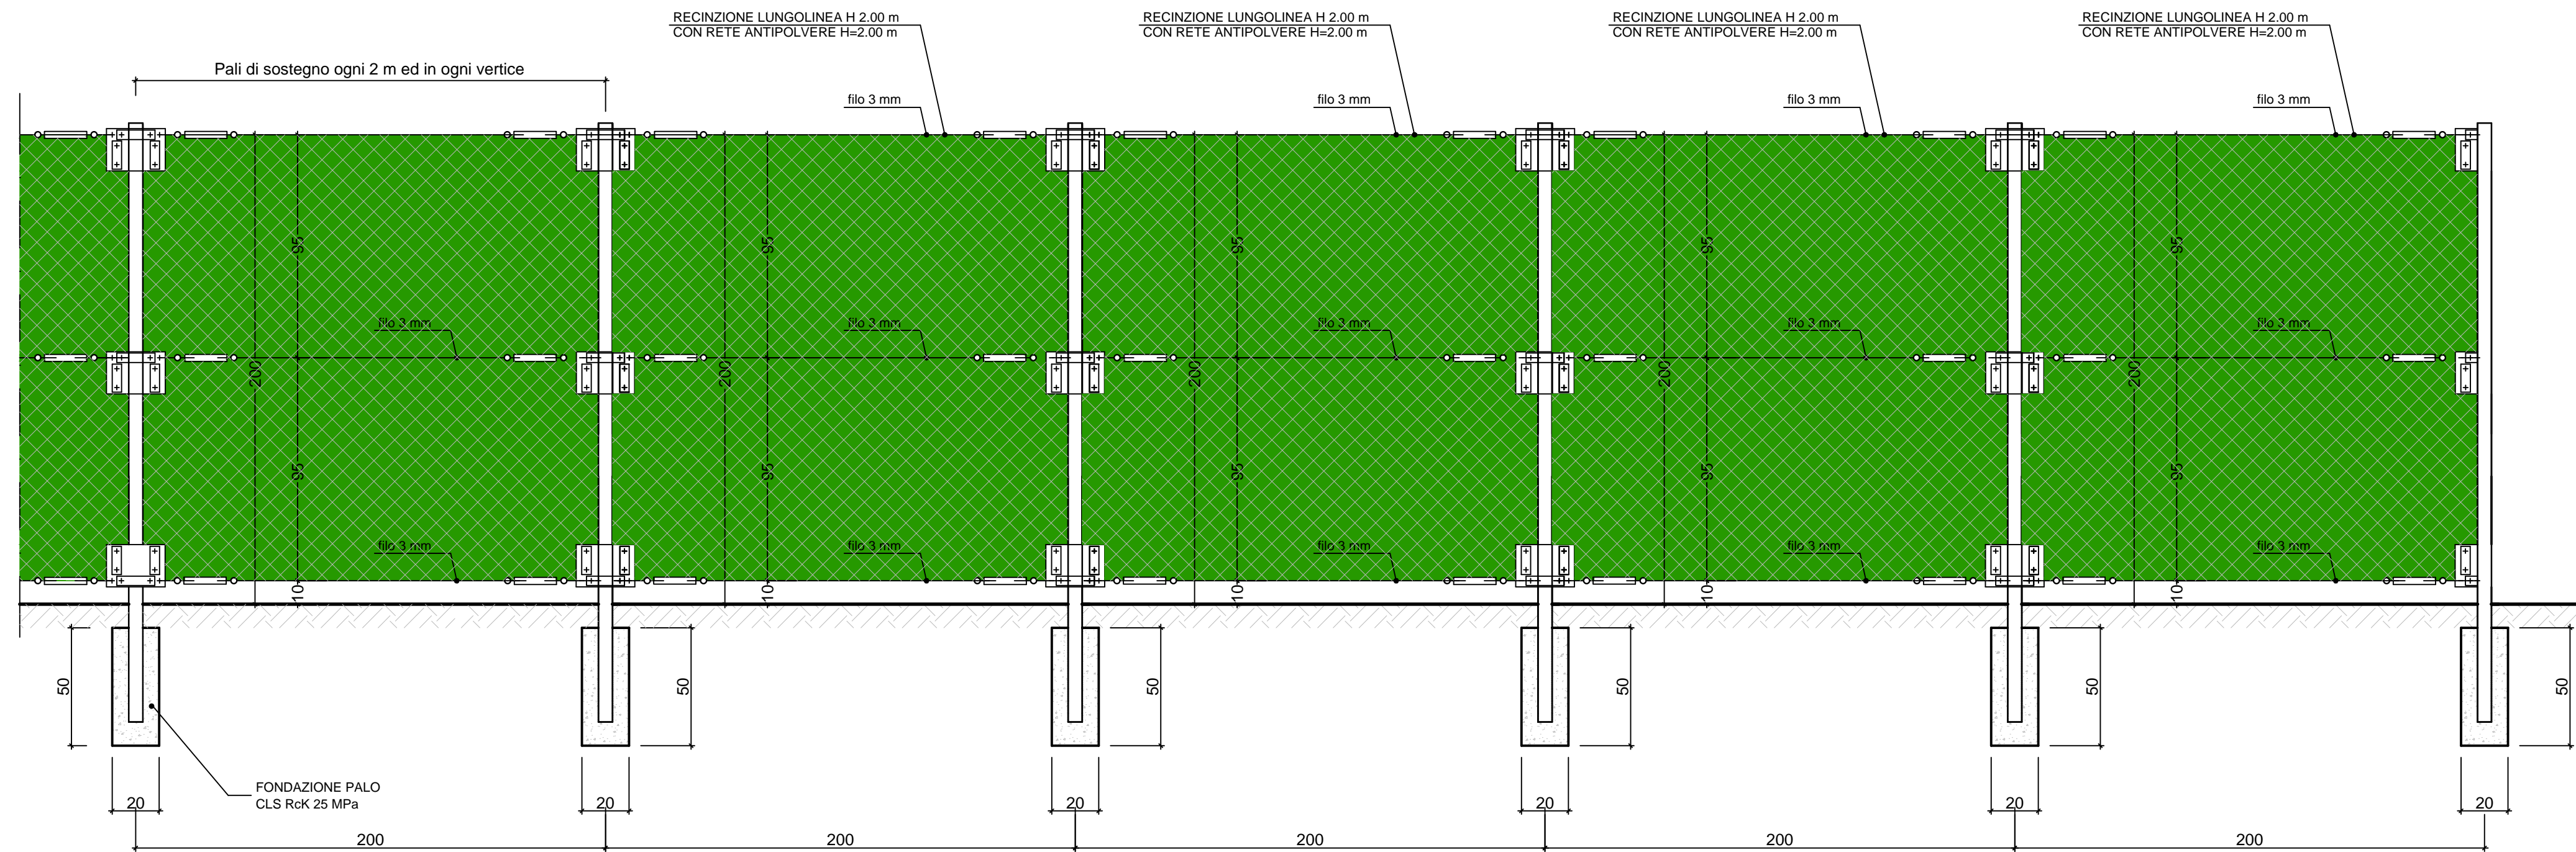 RECINZIONE LUNGOLINEA H 2.00 m
CON RETE ANTIPOLVERE H=2.00 m
RECINZIONE LUNGOLINEA H 2.00 m
CON RETE ANTIPOLVERE H=2.00 m
RECINZIONE LUNGOLINEA H 2.00 m
CON RETE ANTIPOLVERE H=2.00 m
RECINZIONE LUNGOLINEA H 2.00 m
CON RETE ANTIPOLVERE H=2.00 m
Pali di sostegno ogni 2 m ed in ogni vertice
filo 3 mm
filo 3 mm
filo 3 mm
filo 3 mm
95
95
95
95
95
filo 3 mm
filo 3 mm
filo 3 mm
filo 3 mm
filo 3 mm
200
200
200
200
200
95
95
95
95
95
filo 3 mm
filo 3 mm
filo 3 mm
filo 3 mm
filo 3 mm
10
10
10
10
10
50
50
50
50
50
50
FONDAZIONE PALO
CLS RcK 25 MPa
20
20
20
20
20
20
200
200
200
200
200